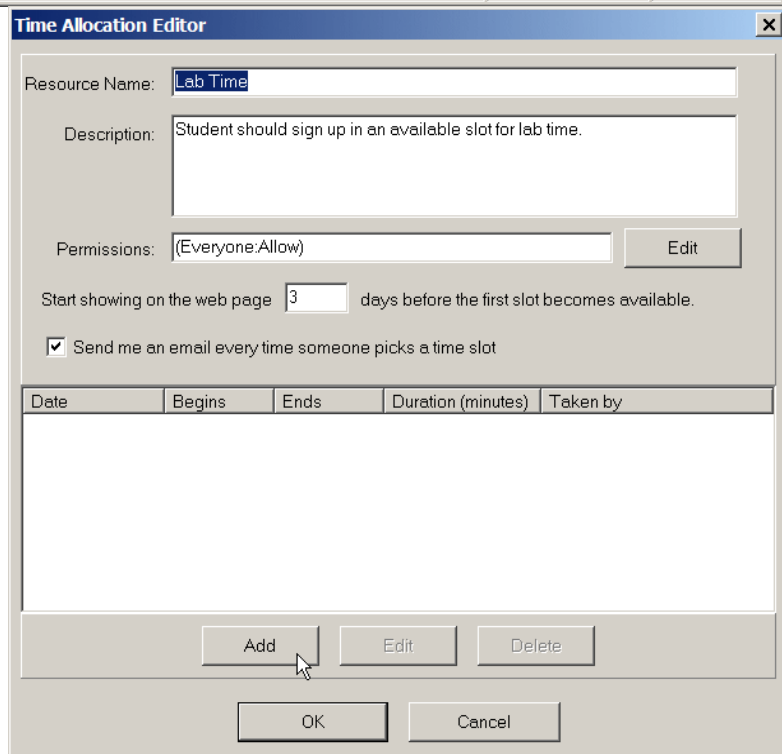 Time Allocation Editor
Resource Name: Lab Time
Description: Student should sign up in an available slot for lab time.
Permissions: (Everyone:Allow) Edit
Start showing on the web page 3 days before the first slot becomes available.
Send me an email every time someone picks a time slot
Date Begins Ends Duration (minutes) Taken by
Add Edit Delete
OK Cancel